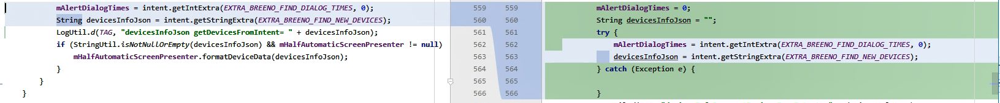 mAlertDialogTimes = intent.getIntExtra(EXTRA_BREENO_FIND_DIALOG_TIMES, 0);
String devicesInfoJson = intent.getStringExtra(EXTRA_BREENO_FIND_NEW_DEVICES);
LogUtil.d(TAG, "devicesInfoJson getDevicesFromIntent= " + devicesInfoJson);
if (StringUtil.isNotNullOrEmpty(devicesInfoJson) && mHalfAutomaticScreenPresenter != null)
mHalfAutomaticScreenPresenter.formatDeviceData(devicesInfoJson);
}
}
}
559 559
560 560
561 561
562 562
563 563
564 564
565 565
566 566
mAlertDialogTimes = 0;
String devicesInfoJson = "";
try {
mAlertDialogTimes = intent.getIntExtra(EXTRA_BREENO_FIND_DIALOG_TIMES, 0);
devicesInfoJson = intent.getStringExtra(EXTRA_BREENO_FIND_NEW_DEVICES);
} catch (Exception e) {
}